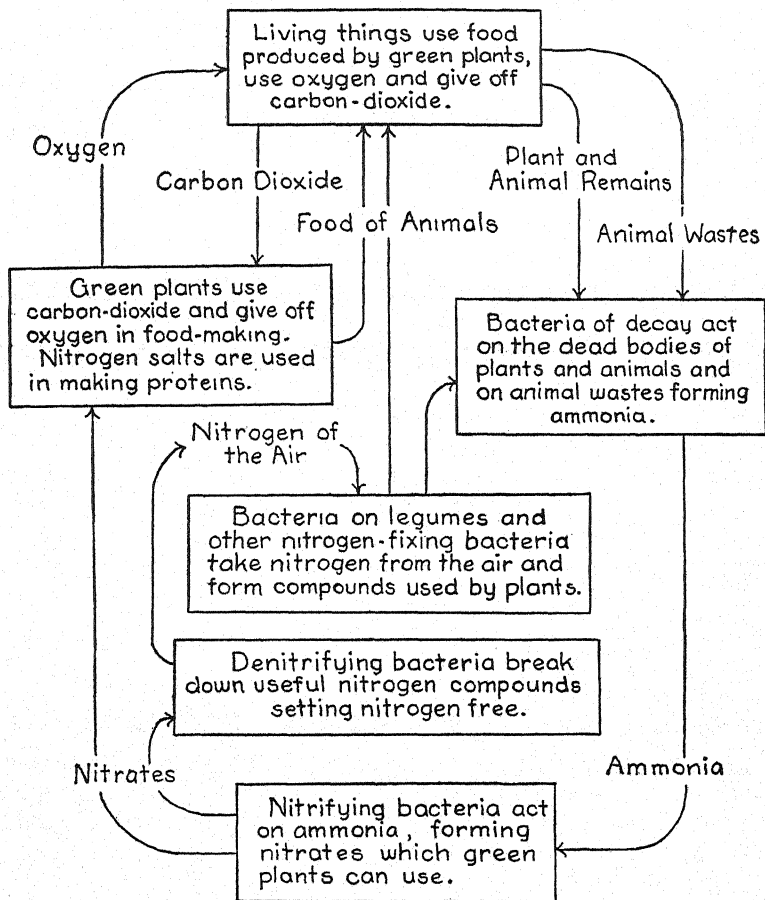 Living things use food
produced by green plants,
use oxygen and give off
carbon-dioxide.
Oxygen
Carbon Dioxide
Plant and
Animal Remains
Food of Animals
Animal Wastes
Green plants use
carbon-dioxide and give off
oxygen in food-making.
Nitrogen salts are used
in making proteins.
Bacteria of decay act
on the dead bodies of
plants and animals and
on animal wastes forming
ammonia.
Nitrogen of
the Air
Bacteria on legumes and
other nitrogen-fixing bacteria
take nitrogen from the air and
form compounds used by plants.
Denitrifying bacteria break
down useful nitrogen compounds
setting nitrogen free.
Nitrates
Ammonia
Nitrifying bacteria act
on ammonia, forming
nitrates which green
plants can use.